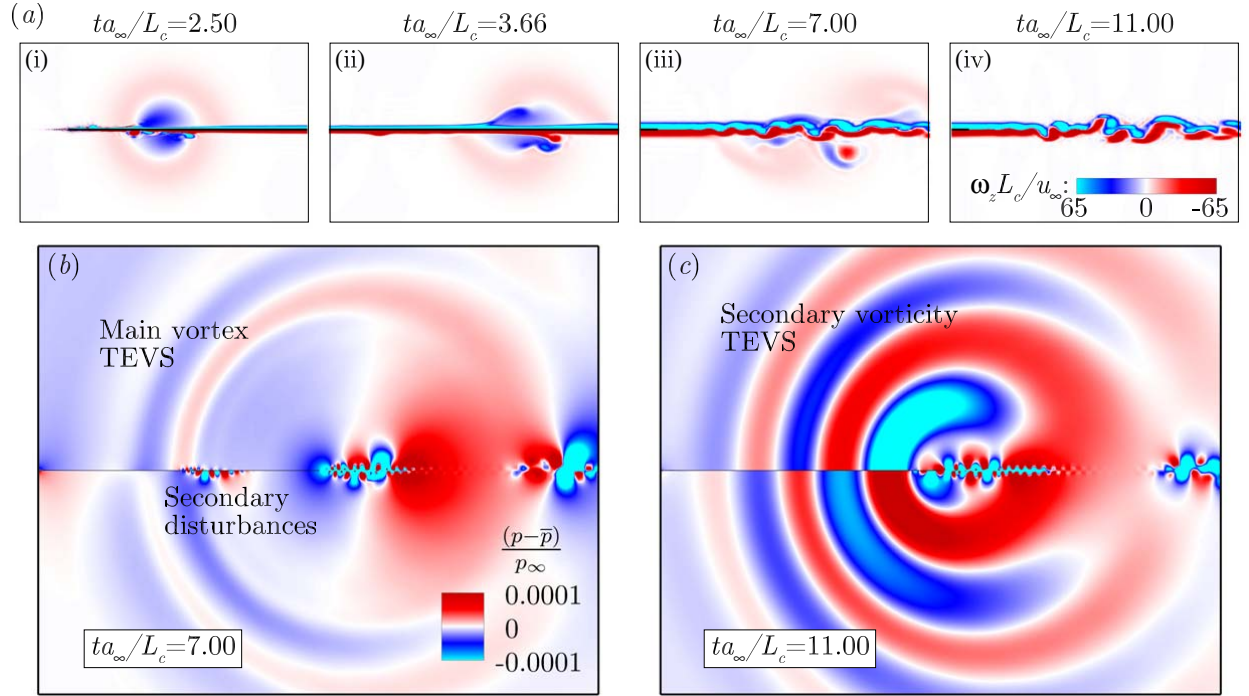 (a)
ta∞/Lc=2.50
ta∞/Lc=3.66
ta∞/Lc=7.00
ta∞/Lc=11.00
(i)
(ii)
(iii)
(iv)
ωzLc/u∞:
65 0 -65
(b)
Main vortex
TEVS
Secondary
disturbances
(p−p̅)
p∞
0.0001
0
-0.0001
ta∞/Lc=7.00
(c)
Secondary vorticity
TEVS
ta∞/Lc=11.00